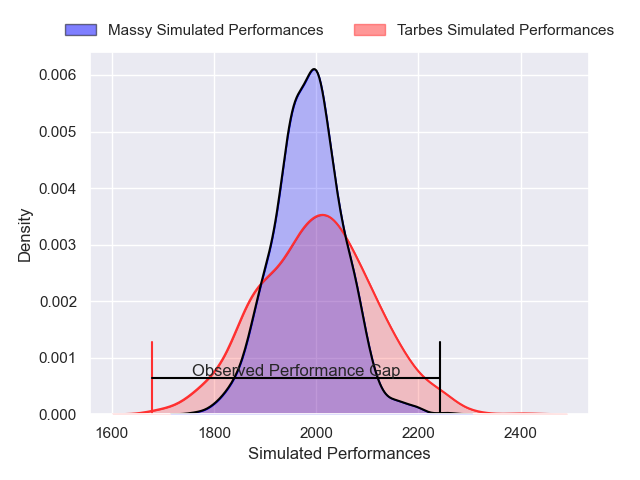 Massy Simulated Performances
Tarbes Simulated Performances
0.006
0.005
0.004
0.003
0.002
0.001
0.000
Density
Observed Performance Gap
1600
1800
2000
2200
2400
Simulated Performances